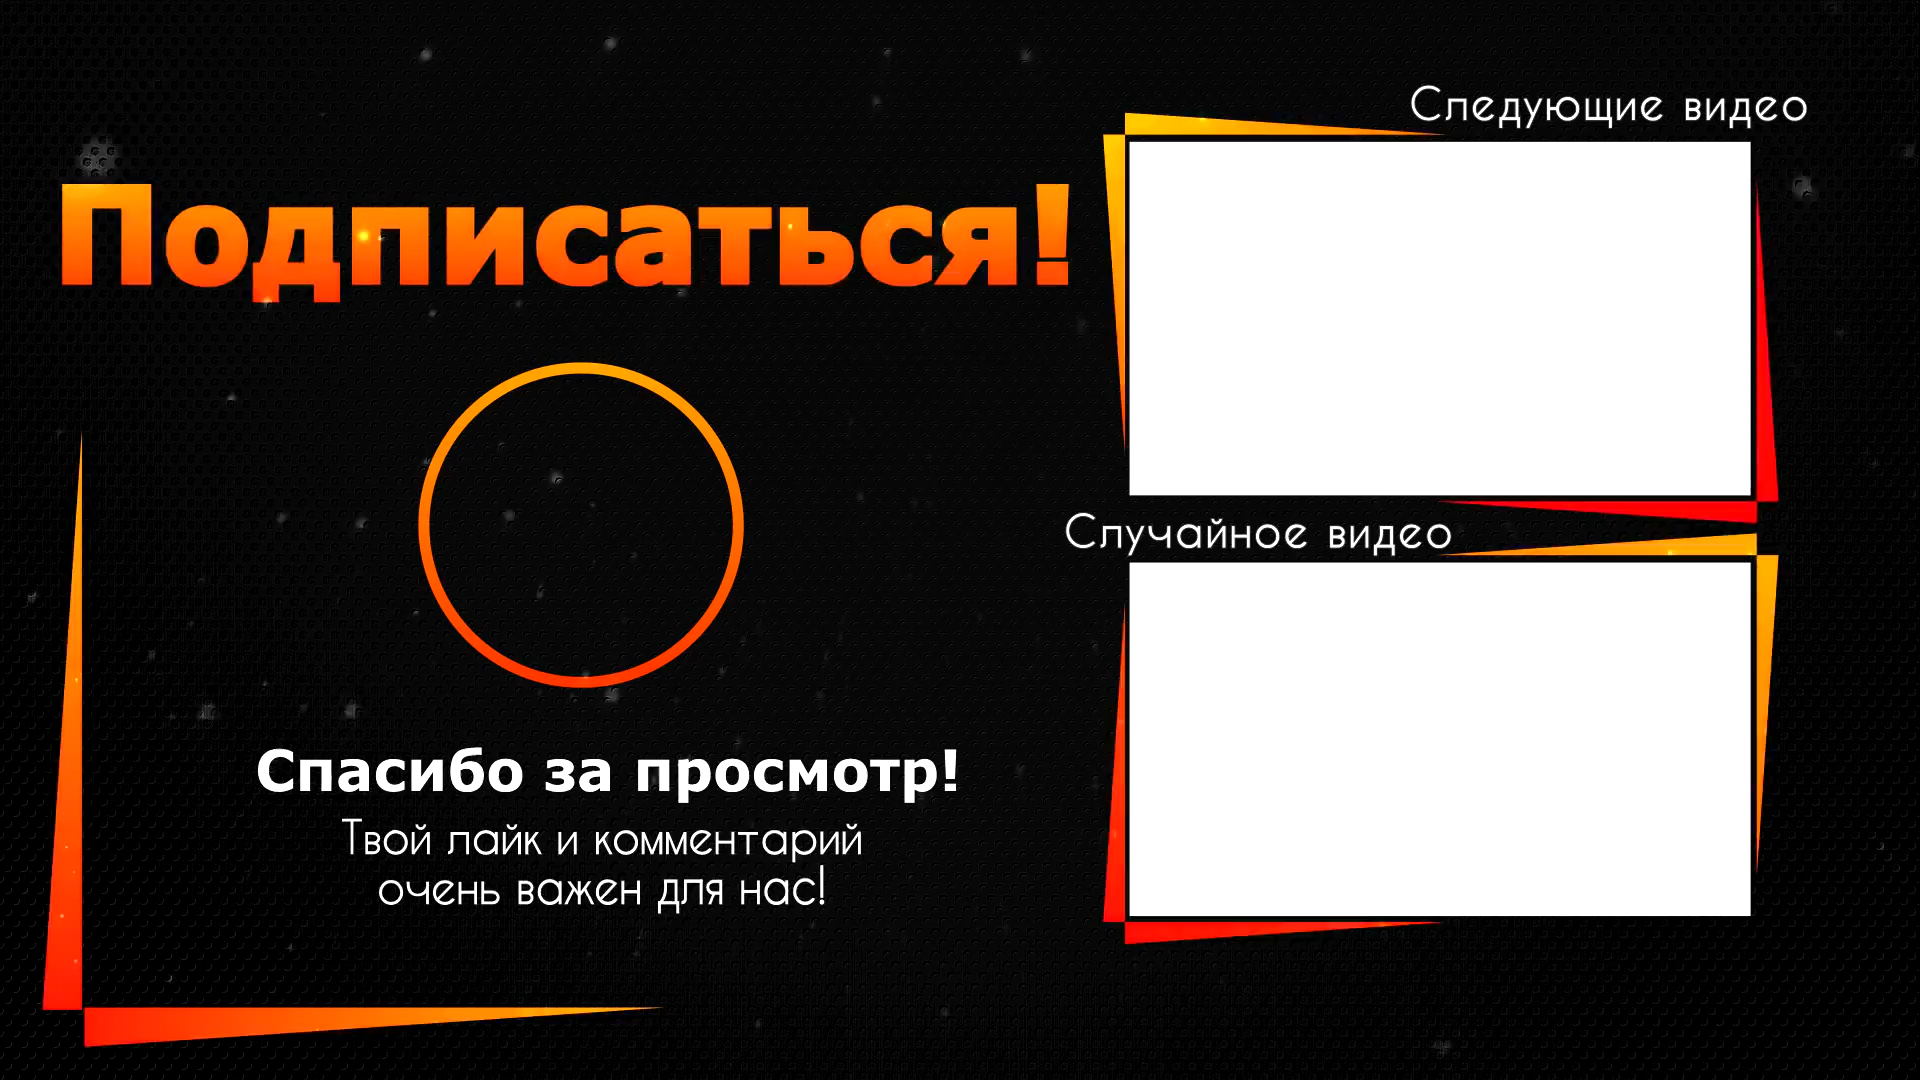 Подписаться!
Спасибо за просмотр!
Твой лайк и комментарий
очень важен для нас!
Следующие видео
Случайное видео